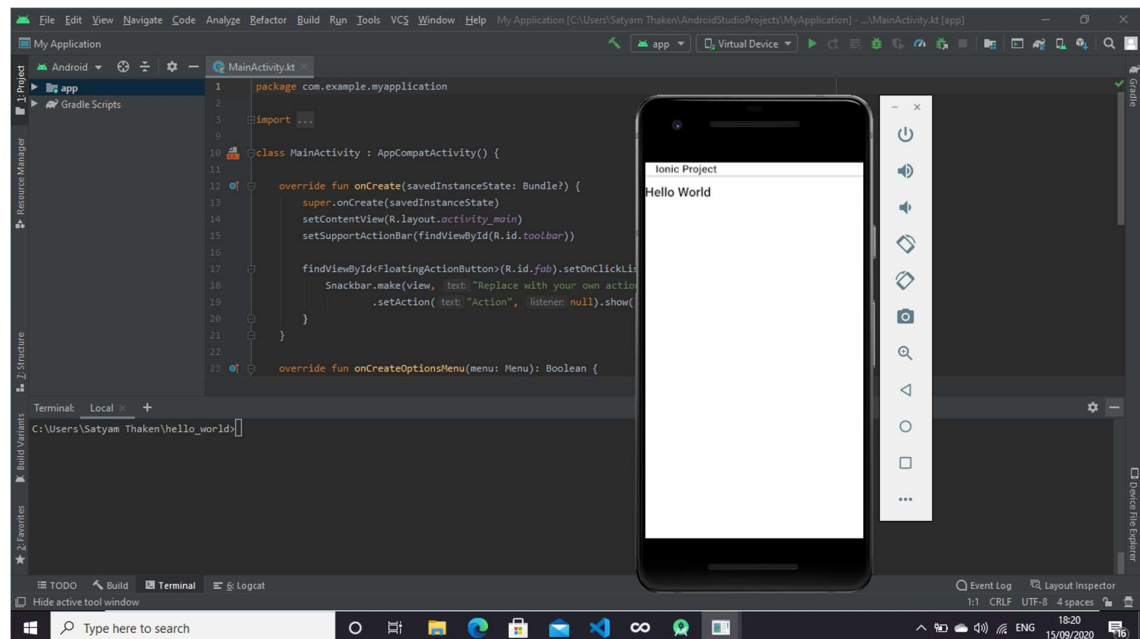 File Edit View Navigate Code Analyze Refactor Build Run Tools VCS Window Help My Application [C:\Users\Satyam Thaken\AndroidStudioProjects\MyApplication] - ...\MainActivity.kt [app]
My Application
app
Virtual Device
1: Project
Android
MainActivity.kt
Gradle
app
Gradle Scripts
Resource Manager
1 package com.example.myapplication
2
3 import ...
9
10 class MainActivity : AppCompatActivity() {
11
12 override fun onCreate(savedInstanceState: Bundle?) {
13 super.onCreate(savedInstanceState)
14 setContentView(R.layout.activity_main)
15 setSupportActionBar(findViewById(R.id.toolbar))
16
17 findViewById<FloatingActionButton>(R.id.fab).setOnClickLis
18 Snackbar.make(view, text: "Replace with your own action
19 .setAction( text: "Action", listener: null).show(
20 }
21 }
22
23 override fun onCreateOptionsMenu(menu: Menu): Boolean {
Ionic Project
Hello World
Z: Structure
Build Variants
2: Favorites
Terminal: Local +
C:\Users\Satyam Thaken\hello_world>
Device File Explorer
TODO Build Terminal 6: Logcat
Event Log Layout Inspector
Hide active tool window
1:1 CRLF UTF-8 4 spaces
Type here to search
ENG
18:20
15/09/2020
16